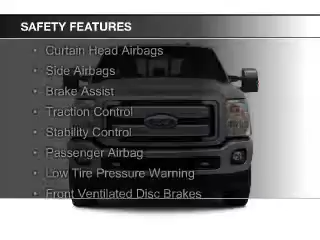 SAFETY FEATURES
• Curtain Head Airbags
• Side Airbags
• Brake Assist
• Traction Control
• Stability Control
• Passenger Airbag
• Low Tire Pressure Warning
• Front Ventilated Disc Brakes
Ford